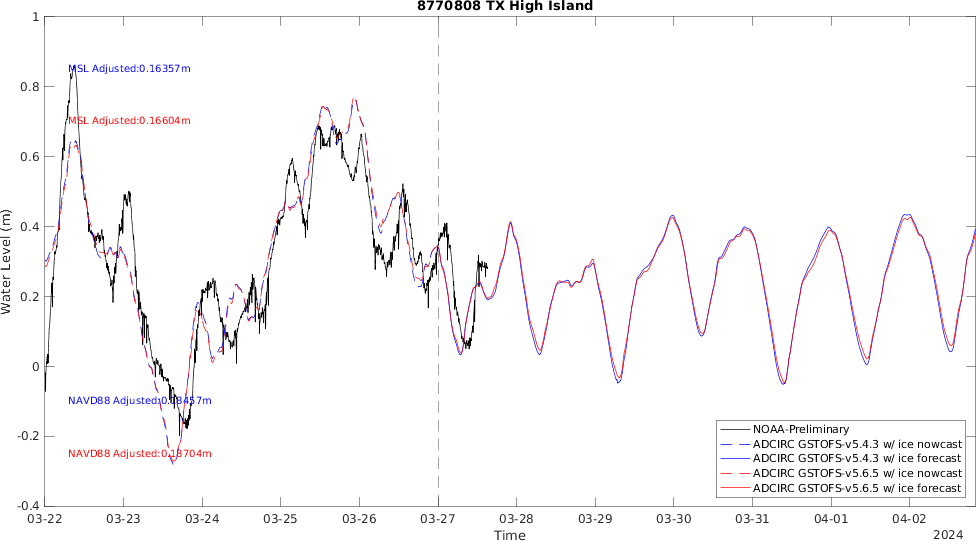 8770808 TX High Island
1
0.8
0.6
0.4
0.2
0
-0.2
-0.4
Water Level (m)
MSL Adjusted:0.16357m
MSL Adjusted:0.16604m
NAVD88 Adjusted:0.18457m
NAVD88 Adjusted:0.18704m
NOAA-Preliminary
ADCIRC GSTOFS-v5.4.3 w/ ice nowcast
ADCIRC GSTOFS-v5.4.3 w/ ice forecast
ADCIRC GSTOFS-v5.6.5 w/ ice nowcast
ADCIRC GSTOFS-v5.6.5 w/ ice forecast
03-22 03-23 03-24 03-25 03-26 03-27 03-28 03-29 03-30 03-31 04-01 04-02
Time
2024